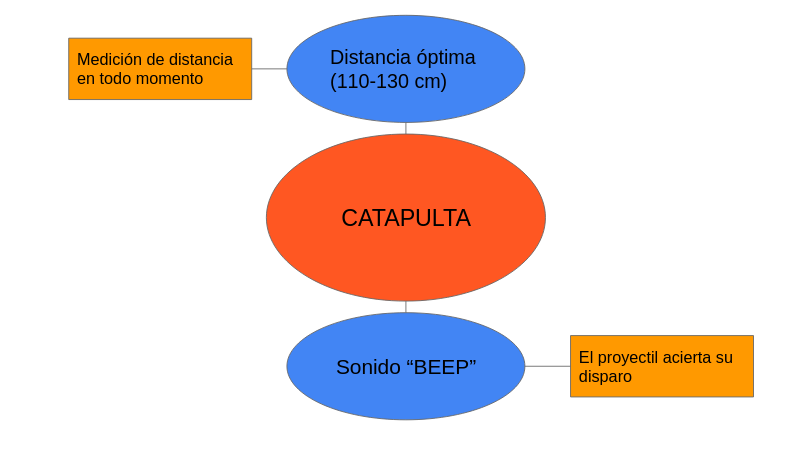 Medición de distancia
en todo momento
Distancia óptima
(110-130 cm)
CATAPULTA
Sonido “BEEP”
El proyectil acierta su
disparo